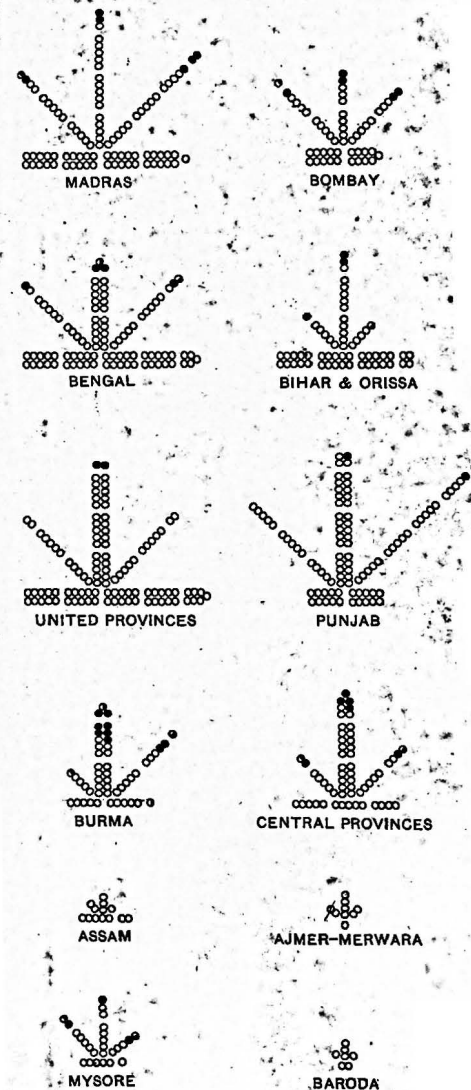 MADRAS
BOMBAY
BENGAL
BIHAR & ORISSA
UNITED PROVINCES
PUNJAB
BURMA
CENTRAL PROVINCES
ASSAM
AJMER-MERWARA
MYSORE
BARODA